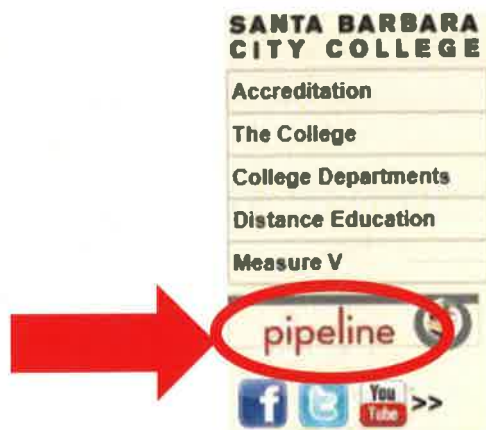 SANTA BARBARA
CITY COLLEGE
Accreditation
The College
College Departments
Distance Education
Measure V
pipeline
f
t
You
Tube
>>